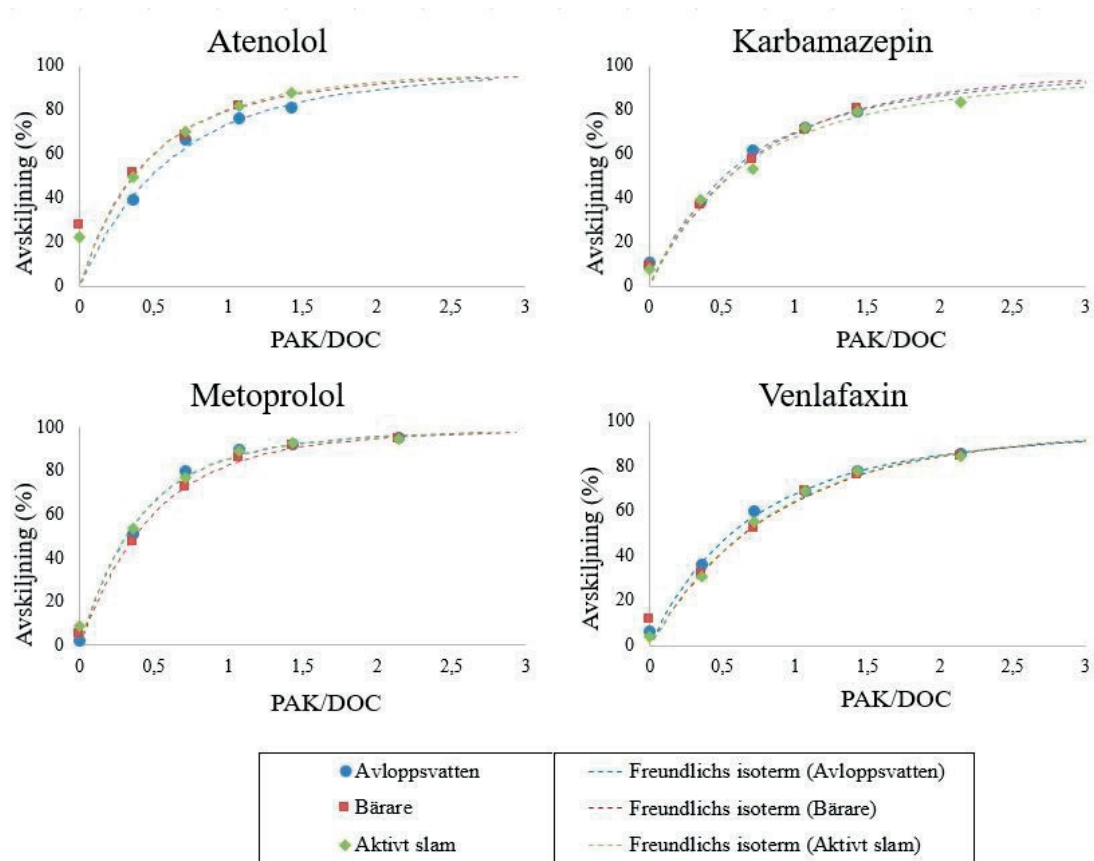 Atenolol
Avskiljning (%)
100
80
60
40
20
0
0 0,5 1 1,5 2 2,5 3
PAK/DOC
Karbamazepin
Avskiljning (%)
100
80
60
40
20
0
0 0,5 1 1,5 2 2,5 3
PAK/DOC
Metoprolol
Avskiljning (%)
100
80
60
40
20
0
0 0,5 1 1,5 2 2,5 3
PAK/DOC
Venlafaxin
Avskiljning (%)
100
80
60
40
20
0
0 0,5 1 1,5 2 2,5 3
PAK/DOC
Avloppsvatten
Bärare
Aktivt slam
Freundlichs isoterm (Avloppsvatten)
Freundlichs isoterm (Bärare)
Freundlichs isoterm (Aktivt slam)